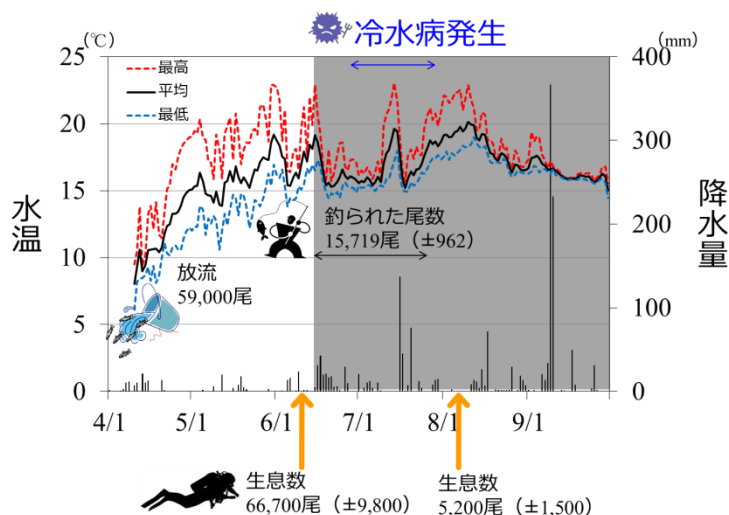 冷水病発生
(℃)
(mm)
25
20
15
10
5
0
最高
平均
最低
400
300
200
100
0
水温
降水量
釣られた尾数
15,719尾（±962）
放流
59,000尾
4/1
5/1
6/1
7/1
8/1
9/1
生息数
66,700尾（±9,800）
生息数
5,200尾（±1,500）